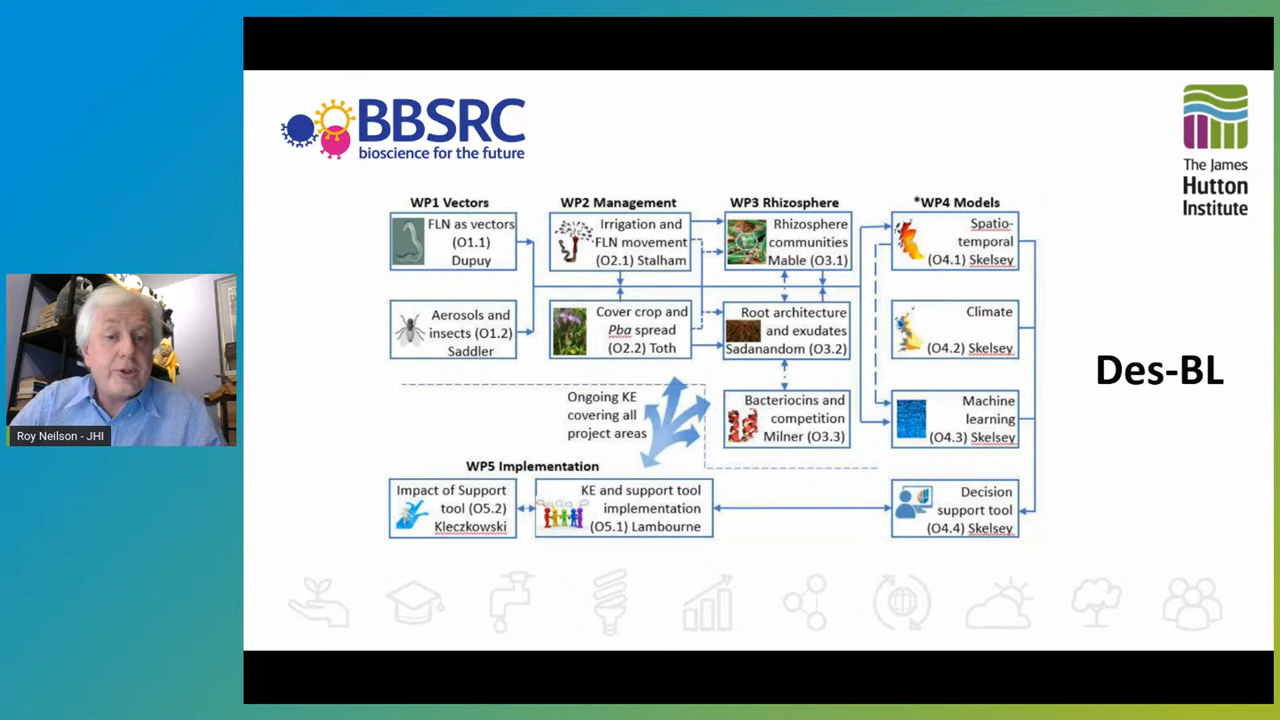 BBSRC
bioscience for the future
The James
Hutton
Institute
WP1 Vectors
FLN as vectors
(O1.1)
Dupuy
Aerosols and
insects (O1.2)
Saddler
WP2 Management
Irrigation and
FLN movement
(O2.1) Stalham
Cover crop and
Pba spread
(O2.2) Toth
WP3 Rhizosphere
Rhizosphere
communities
Mable (O3.1)
Root architecture
and exudates
Sadanandom (O3.2)
Bacteriocins and
competition
Milner (O3.3)
*WP4 Models
Spatio-
temporal
(O4.1) Skelsey
Climate
(O4.2) Skelsey
Machine
learning
(O4.3) Skelsey
Decision
support tool
(O4.4) Skelsey
Ongoing KE
covering all
project areas
WP5 Implementation
Impact of Support
tool (O5.2)
Kleczkowski
KE and support tool
implementation
(O5.1) Lambourne
Des-BL
Roy Neilson - JHI